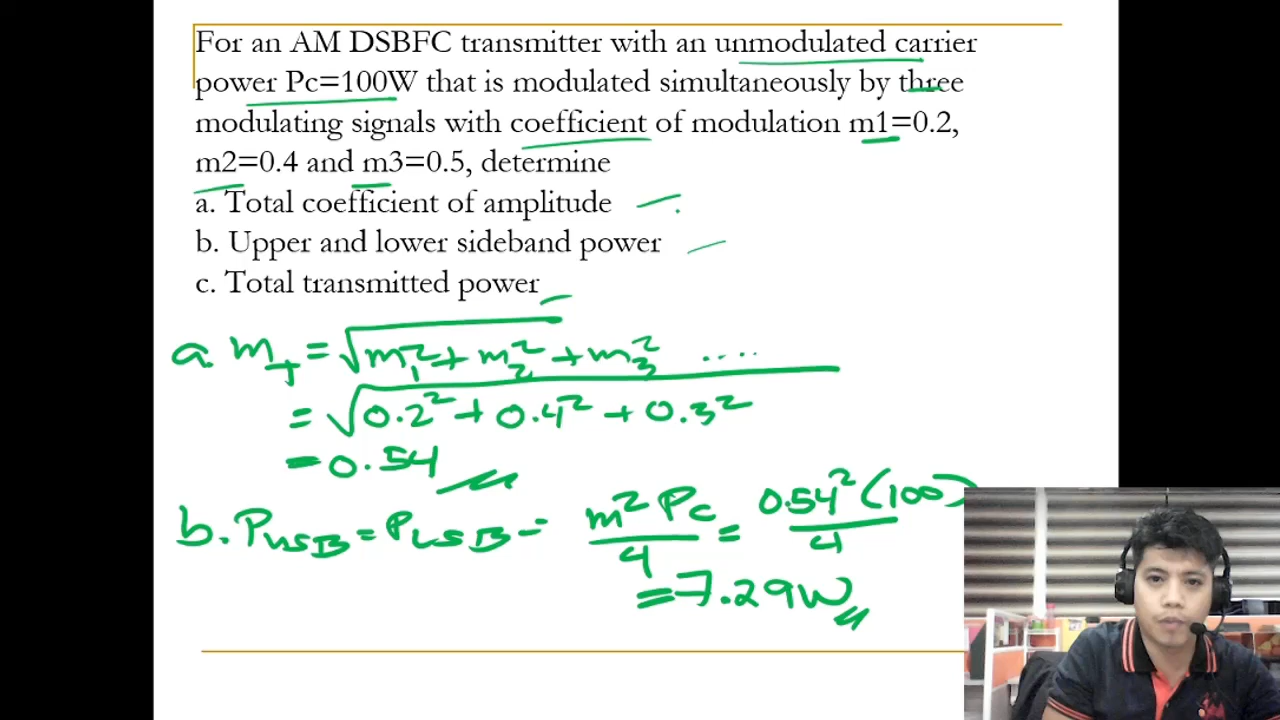 For an AM DSBFC transmitter with an unmodulated carrier
power Pc=100W that is modulated simultaneously by three
modulating signals with coefficient of modulation m1=0.2,
m2=0.4 and m3=0.5, determine
a. Total coefficient of amplitude
b. Upper and lower sideband power
c. Total transmitted power
a. mT = √m₁² + m₂² + m₃² ....
= √0.2² + 0.4² + 0.3²
= 0.54
b. PUSB = PLSB = m² Pc / 4 = 0.54² (100) / 4
= 7.29W